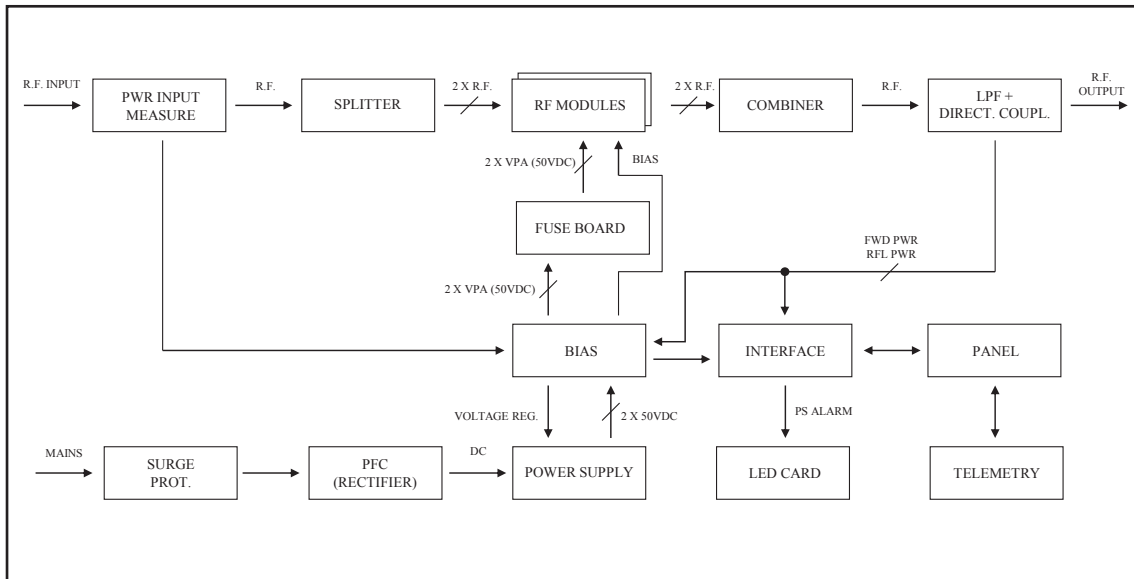 R.F. INPUT
PWR INPUT
MEASURE
R.F.
SPLITTER
2 X R.F.
RF MODULES
2 X R.F.
COMBINER
R.F.
LPF +
DIRECT. COUPL.
R.F.
OUTPUT
2 X VPA (50VDC)
BIAS
FUSE BOARD
FWD PWR
RFL PWR
2 X VPA (50VDC)
BIAS
INTERFACE
PANEL
VOLTAGE REG.
2 X 50VDC
PS ALARM
MAINS
SURGE
PROT.
PFC
(RECTIFIER)
DC
POWER SUPPLY
LED CARD
TELEMETRY